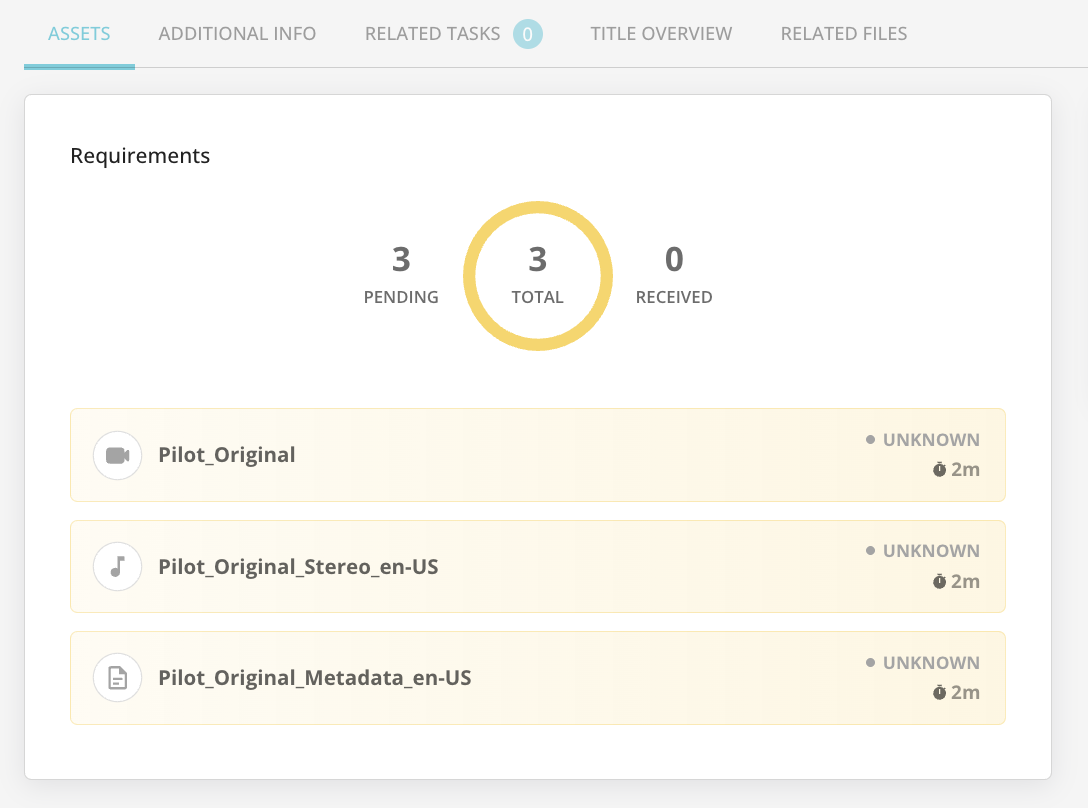 ASSETS ADDITIONAL INFO RELATED TASKS 0 TITLE OVERVIEW RELATED FILES
Requirements
3 3 0
PENDING TOTAL RECEIVED
Pilot_Original
UNKNOWN
2m
Pilot_Original_Stereo_en-US
UNKNOWN
2m
Pilot_Original_Metadata_en-US
UNKNOWN
2m